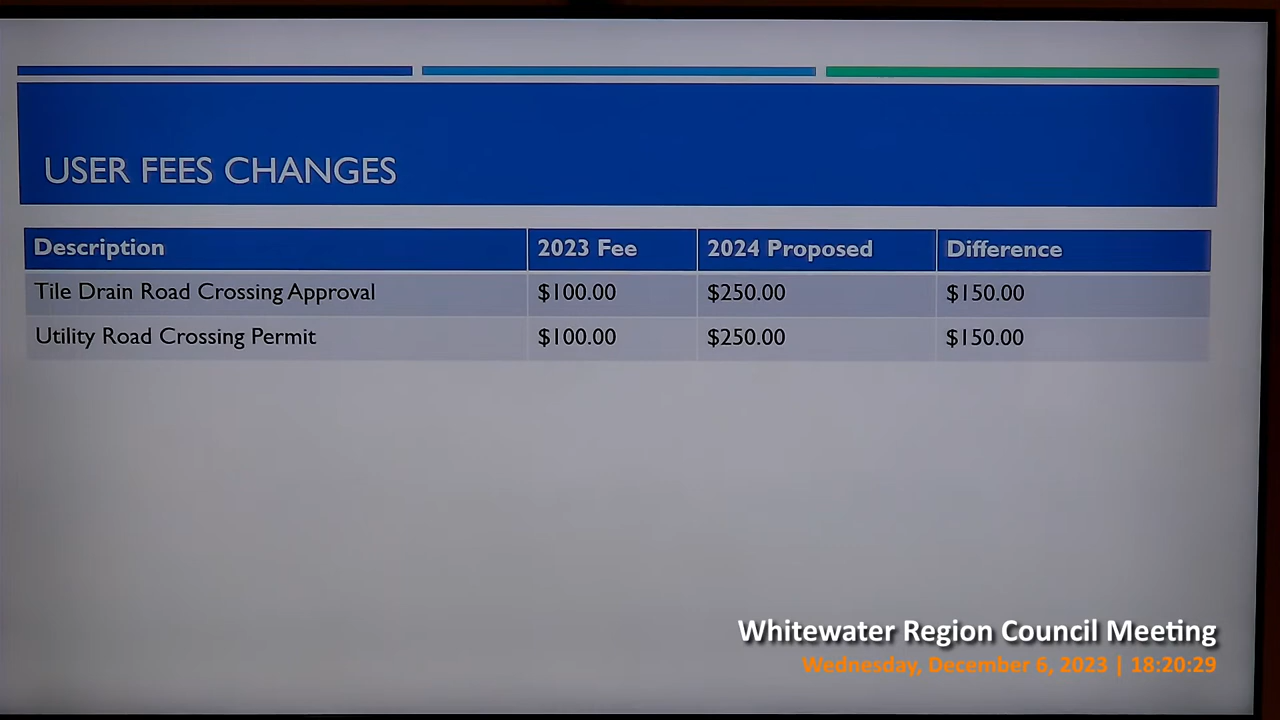 USER FEES CHANGES
Description 2023 Fee 2024 Proposed Difference
Tile Drain Road Crossing Approval $100.00 $250.00 $150.00
Utility Road Crossing Permit $100.00 $250.00 $150.00
Whitewater Region Council Meeting
Wednesday, December 6, 2023 | 18:20:29